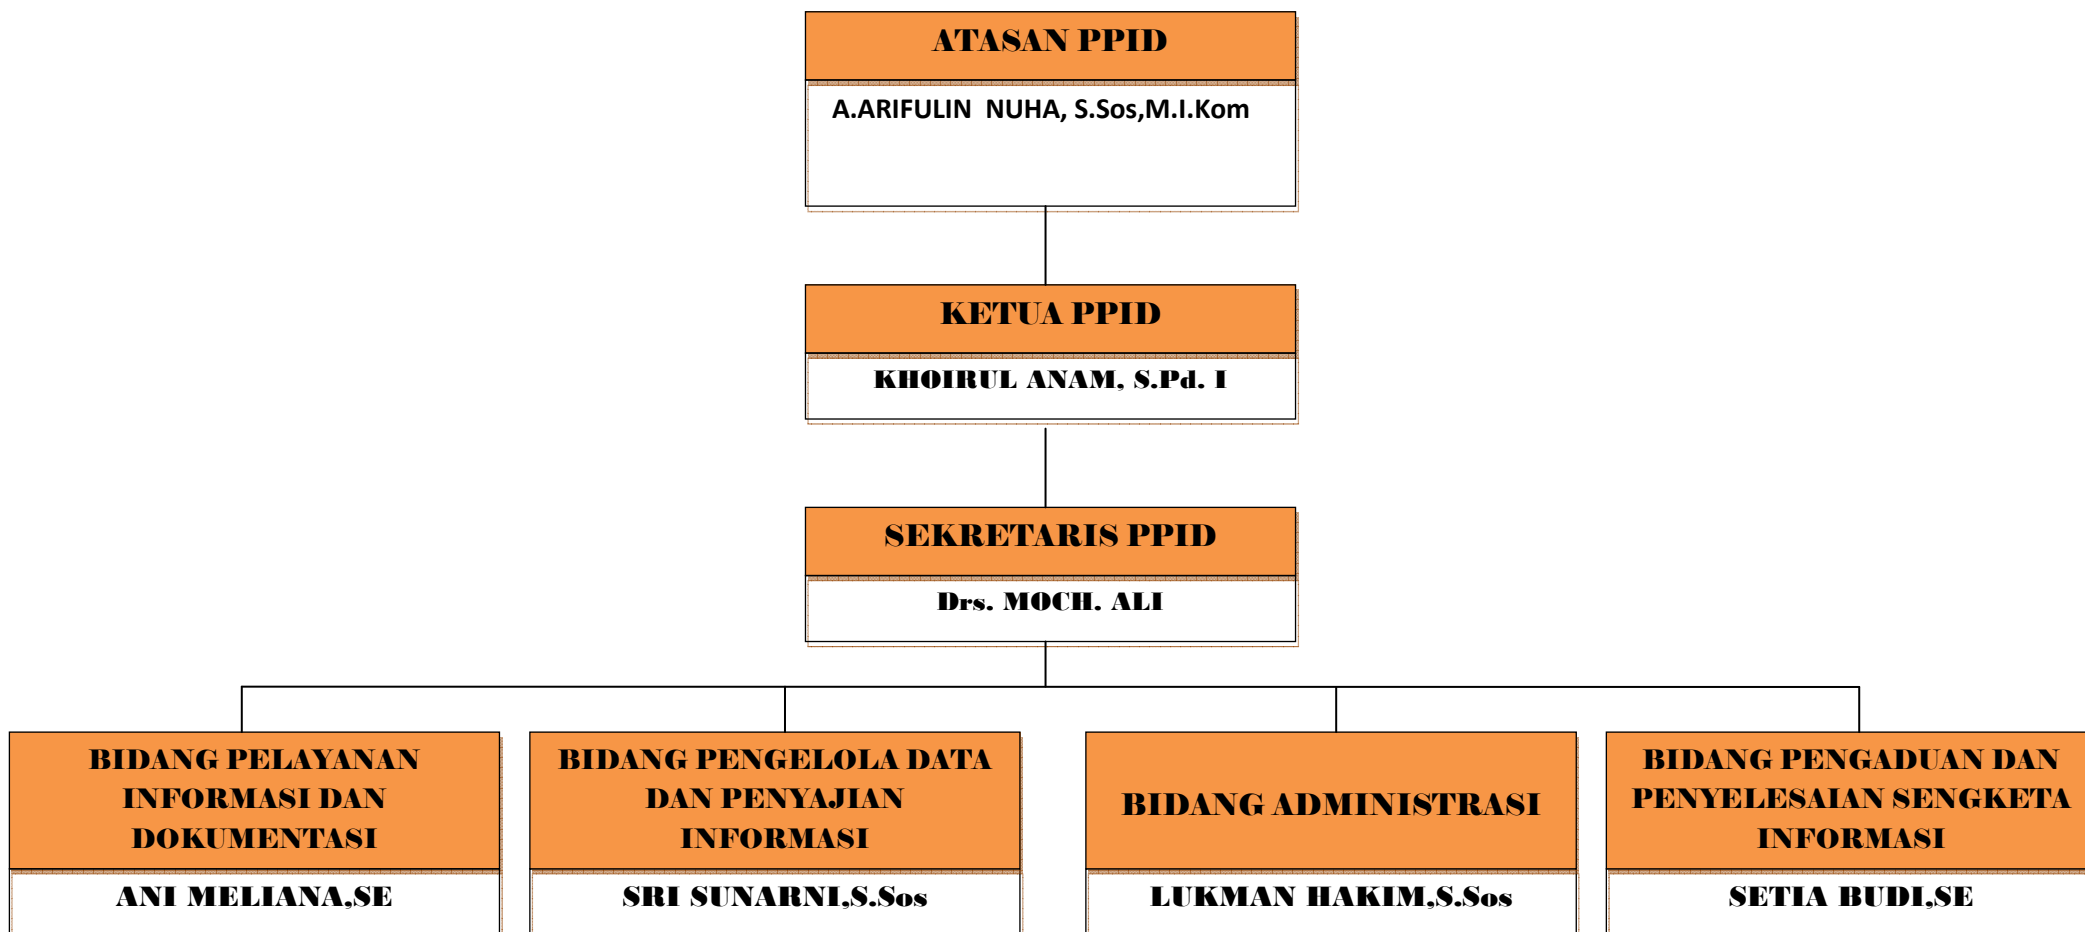 ATASAN PPID
A.ARIFULIN NUHA, S.Sos,M.I.Kom
KETUA PPID
KHOIRUL ANAM, S.Pd. I
SEKRETARIS PPID
Drs. MOCH. ALI
BIDANG PELAYANAN
INFORMASI DAN
DOKUMENTASI
ANI MELIANA,SE
BIDANG PENGELOLA DATA
DAN PENYAJIAN
INFORMASI
SRI SUNARNI,S.Sos
BIDANG ADMINISTRASI
LUKMAN HAKIM,S.Sos
BIDANG PENGADUAN DAN
PENYELESAIAN SENGKETA
INFORMASI
SETIA BUDI,SE